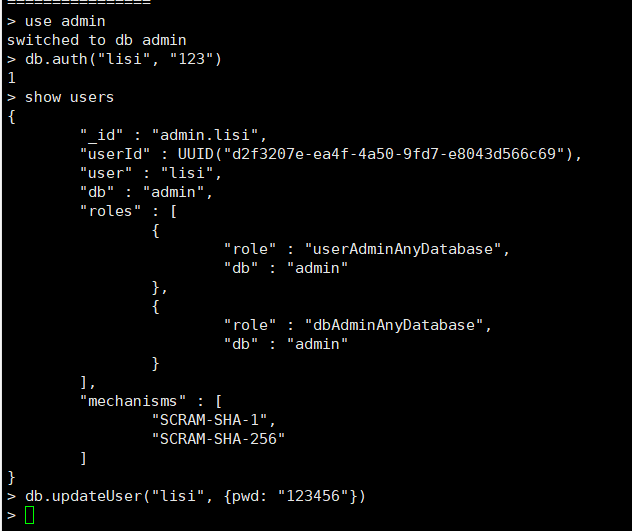 ================
> use admin
switched to db admin
> db.auth("lisi", "123")
1
> show users
{
        "_id" : "admin.lisi",
        "userId" : UUID("d2f3207e-ea4f-4a50-9fd7-e8043d566c69"),
        "user" : "lisi",
        "db" : "admin",
        "roles" : [
                {
                        "role" : "userAdminAnyDatabase",
                        "db" : "admin"
                },
                {
                        "role" : "dbAdminAnyDatabase",
                        "db" : "admin"
                }
        ],
        "mechanisms" : [
                "SCRAM-SHA-1",
                "SCRAM-SHA-256"
        ]
}
> db.updateUser("lisi", {pwd: "123456"})
>